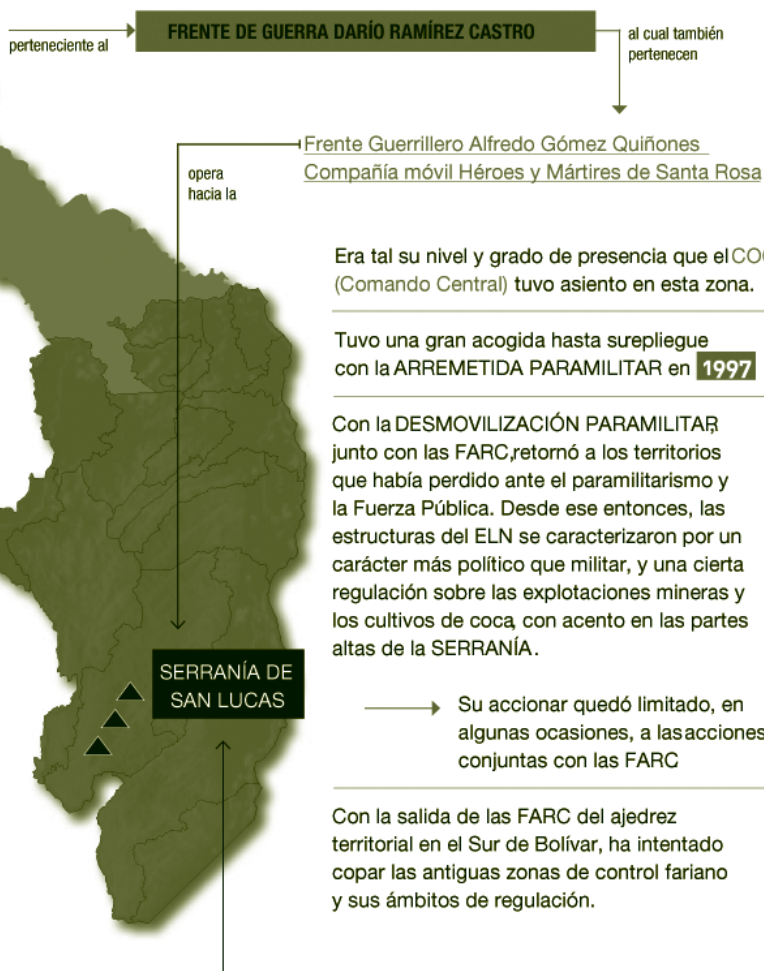 perteneciente al
FRENTE DE GUERRA DARÍO RAMÍREZ CASTRO
al cual también
pertenecen
Frente Guerrillero Alfredo Gómez Quiñones
Compañía móvil Héroes y Mártires de Santa Rosa
opera
hacia la
Era tal su nivel y grado de presencia que el
(Comando Central) tuvo asiento en esta zona.
Tuvo una gran acogida hasta surepliegue
con la ARREMETIDA PARAMILITAR en 1997
Con la DESMOVILIZACIÓN PARAMILITAR,
junto con las FARC,retornó a los territorios
que había perdido ante el paramilitarismo y
la Fuerza Pública. Desde ese entonces, las
estructuras del ELN se caracterizaron por un
carácter más político que militar, y una cierta
regulación sobre las explotaciones mineras y
los cultivos de coca, con acento en las partes
altas de la SERRANÍA.
SERRANÍA DE
SAN LUCAS
Su accionar quedó limitado, en
algunas ocasiones, a lasacciones
conjuntas con las FARC.
Con la salida de las FARC del ajedrez
territorial en el Sur de Bolívar, ha intentado
copar las antiguas zonas de control fariano
y sus ámbitos de regulación.